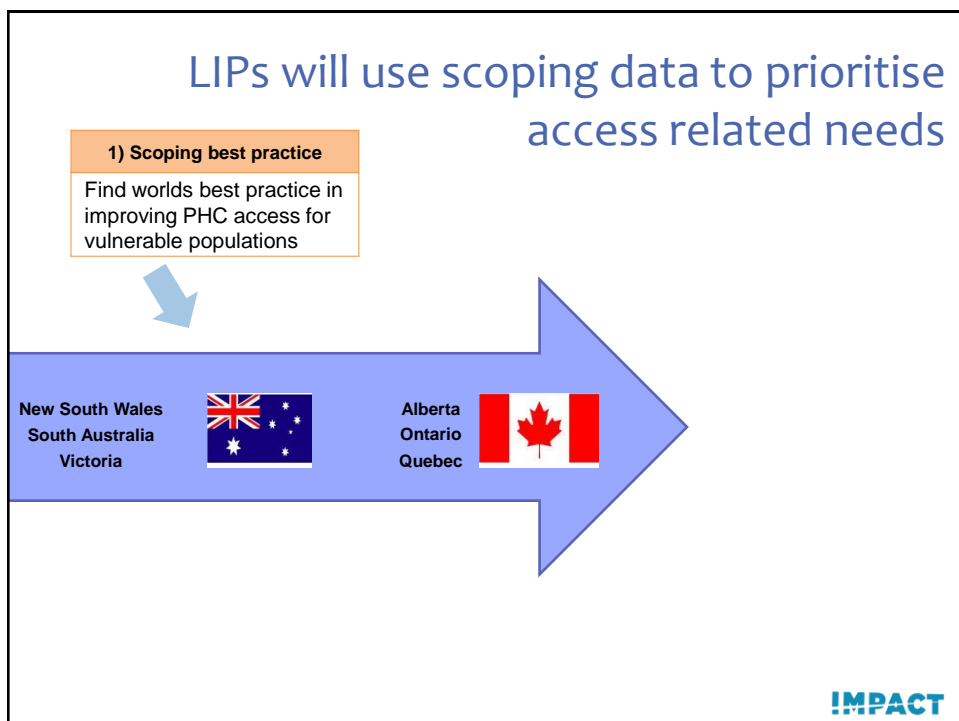 LIPs will use scoping data to prioritise
access related needs
1) Scoping best practice
Find worlds best practice in
improving PHC access for
vulnerable populations
New South Wales
South Australia
Victoria
Alberta
Ontario
Quebec
!MPACT